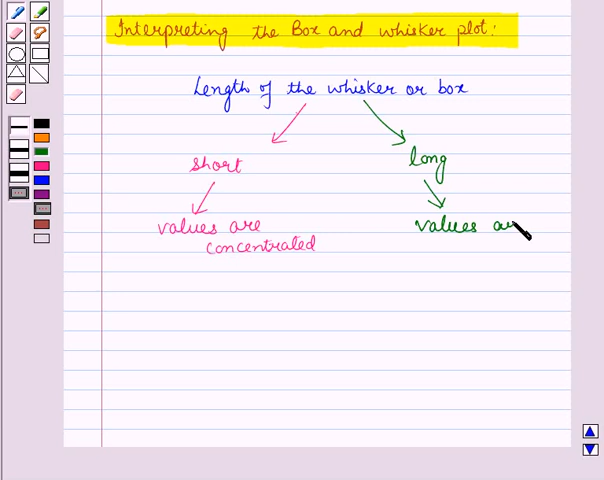 Interpreting the Box and whisker plot:
Length of the whisker or box
short
long
values are
concentrated
values